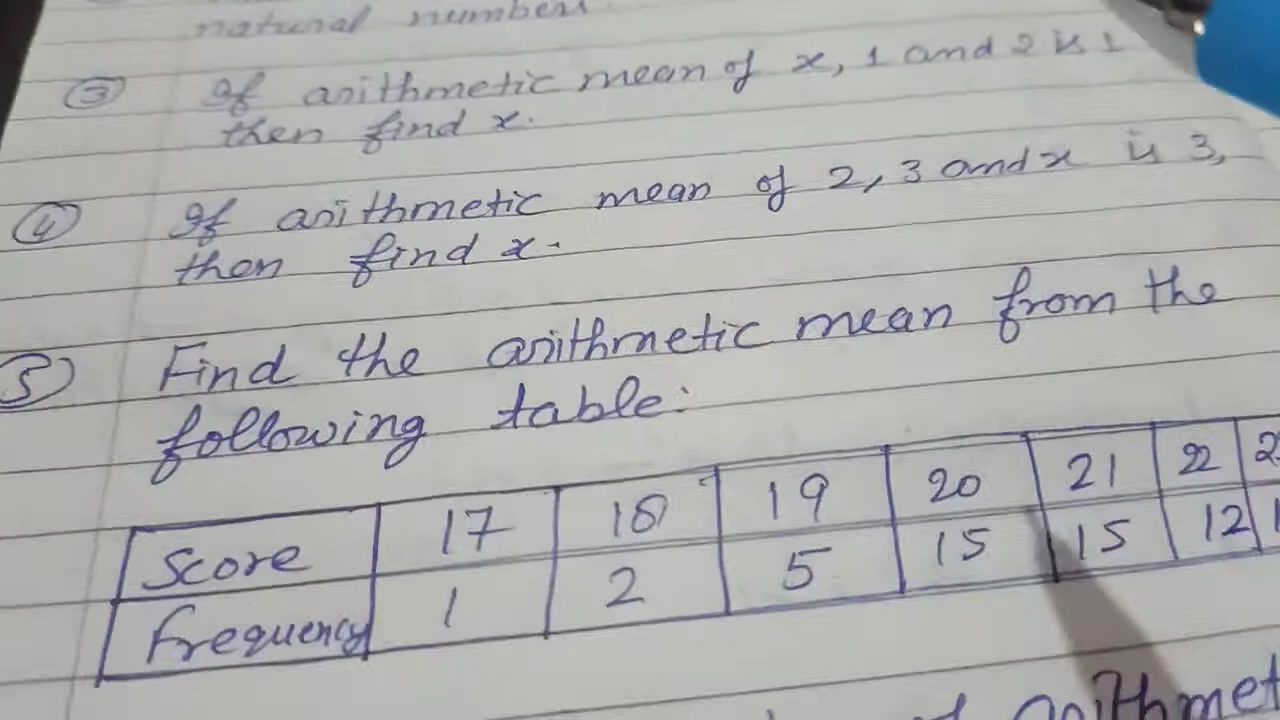 natural numbers.
③ If arithmetic mean of x, 1 and 2 is 1
then find x.
④ If arithmetic mean of 2, 3 and x is 3,
then find x.
⑤ Find the arithmetic mean from the
following table:
Score 17 18 19 20 21 22
Frequency 1 2 5 15 15 12